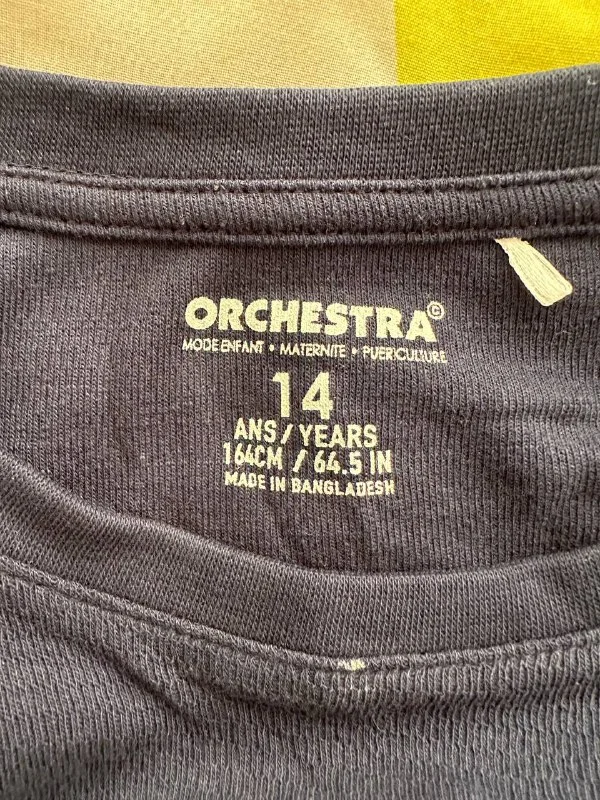 ORCHESTRA©
MODE ENFANT • MATERNITE • PUERICULTURE
14
ANS / YEARS
164CM / 64.5 IN
MADE IN BANGLADESH